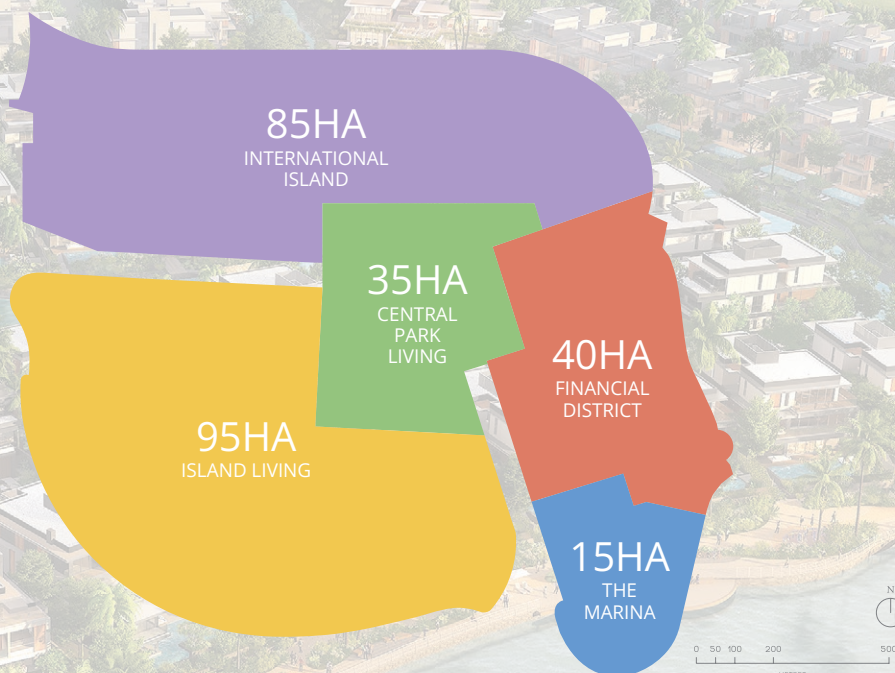 85HA
INTERNATIONAL
ISLAND
35HA
CENTRAL
PARK
LIVING
40HA
FINANCIAL
DISTRICT
95HA
ISLAND LIVING
15HA
THE
MARINA
N
0 50 100 200 500